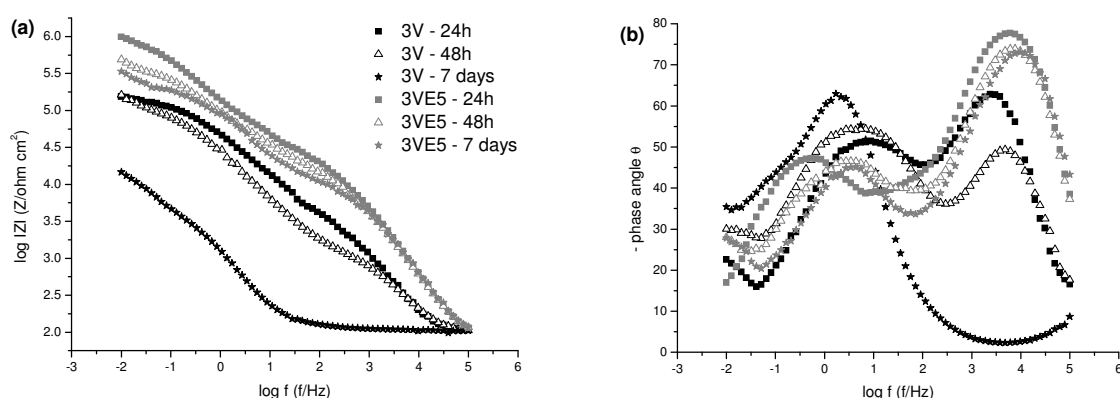 (a)
log |Z| (Z/ohm cm²)
6.0
5.5
5.0
4.5
4.0
3.5
3.0
2.5
2.0
-3 -2 -1 0 1 2 3 4 5 6
log f (f/Hz)
3V - 24h
3V - 48h
3V - 7 days
3VE5 - 24h
3VE5 - 48h
3VE5 - 7 days
(b)
- phase angle θ
80
70
60
50
40
30
20
10
0
-3 -2 -1 0 1 2 3 4 5 6
log f (f/Hz)